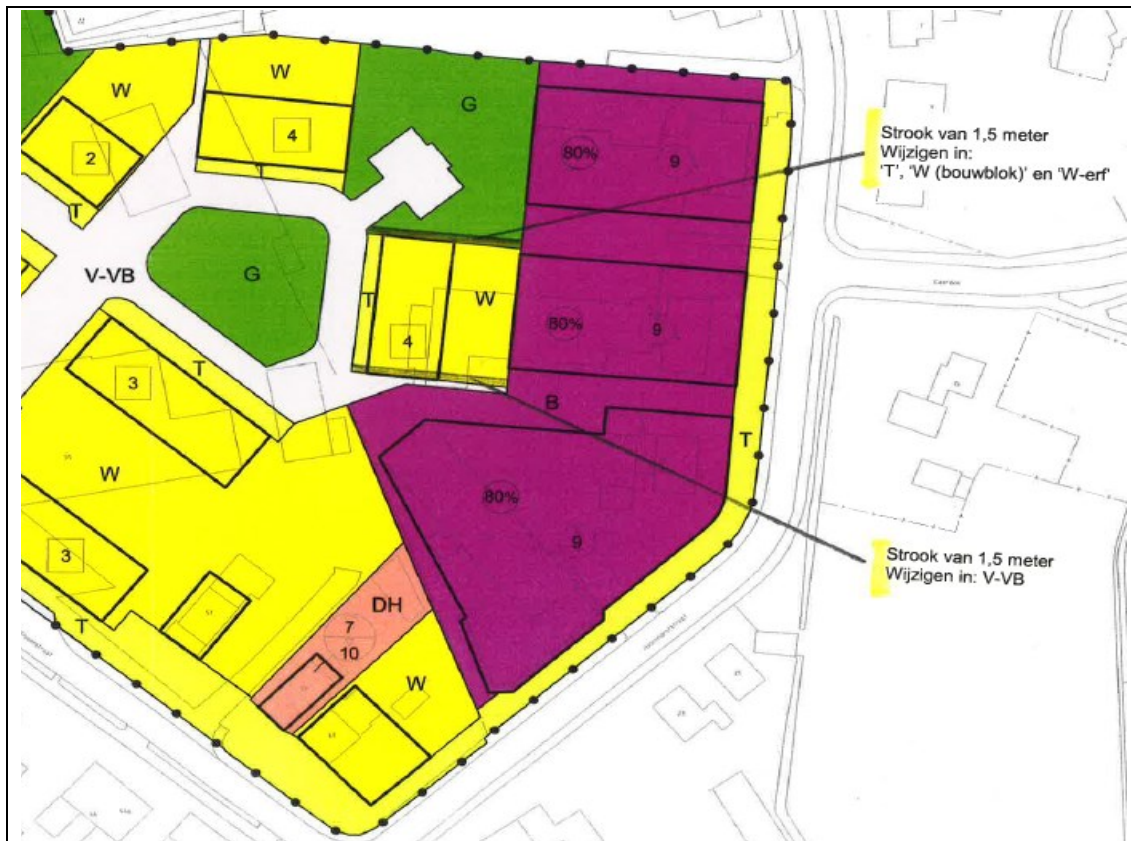 W
W
4
G
2
T
80%
9
Strook van 1,5 meter
Wijzigen in:
'T', 'W (bouwblok)' en 'W-erf'
V-VB
G
T
W
4
80%
9
3
T
B
T
W
80%
9
3
Strook van 1,5 meter
Wijzigen in: V-VB
DH
7
10
T
W